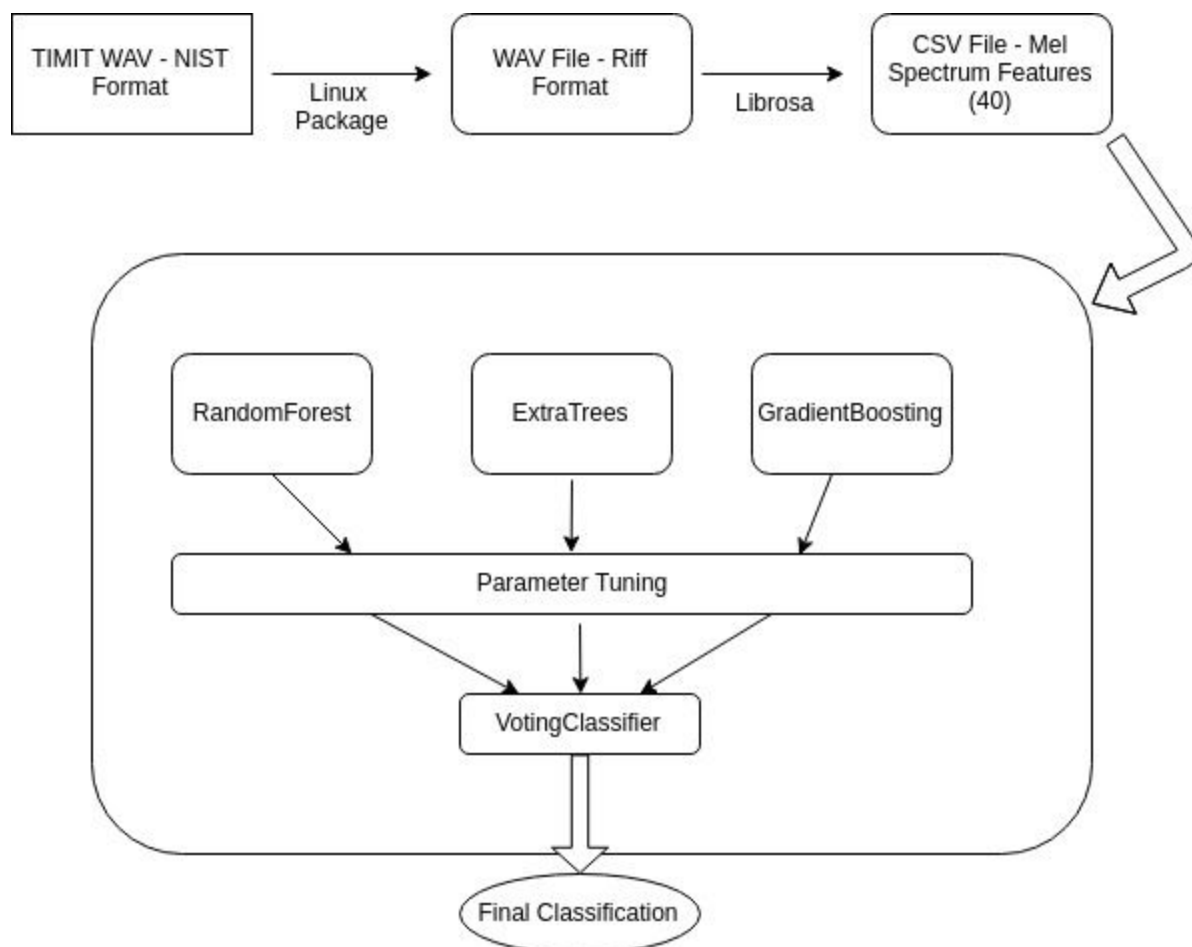 TIMIT WAV - NIST
Format
Linux
Package
WAV File - Riff
Format
Librosa
CSV File - Mel
Spectrum Features
(40)
RandomForest
ExtraTrees
GradientBoosting
Parameter Tuning
VotingClassifier
Final Classification